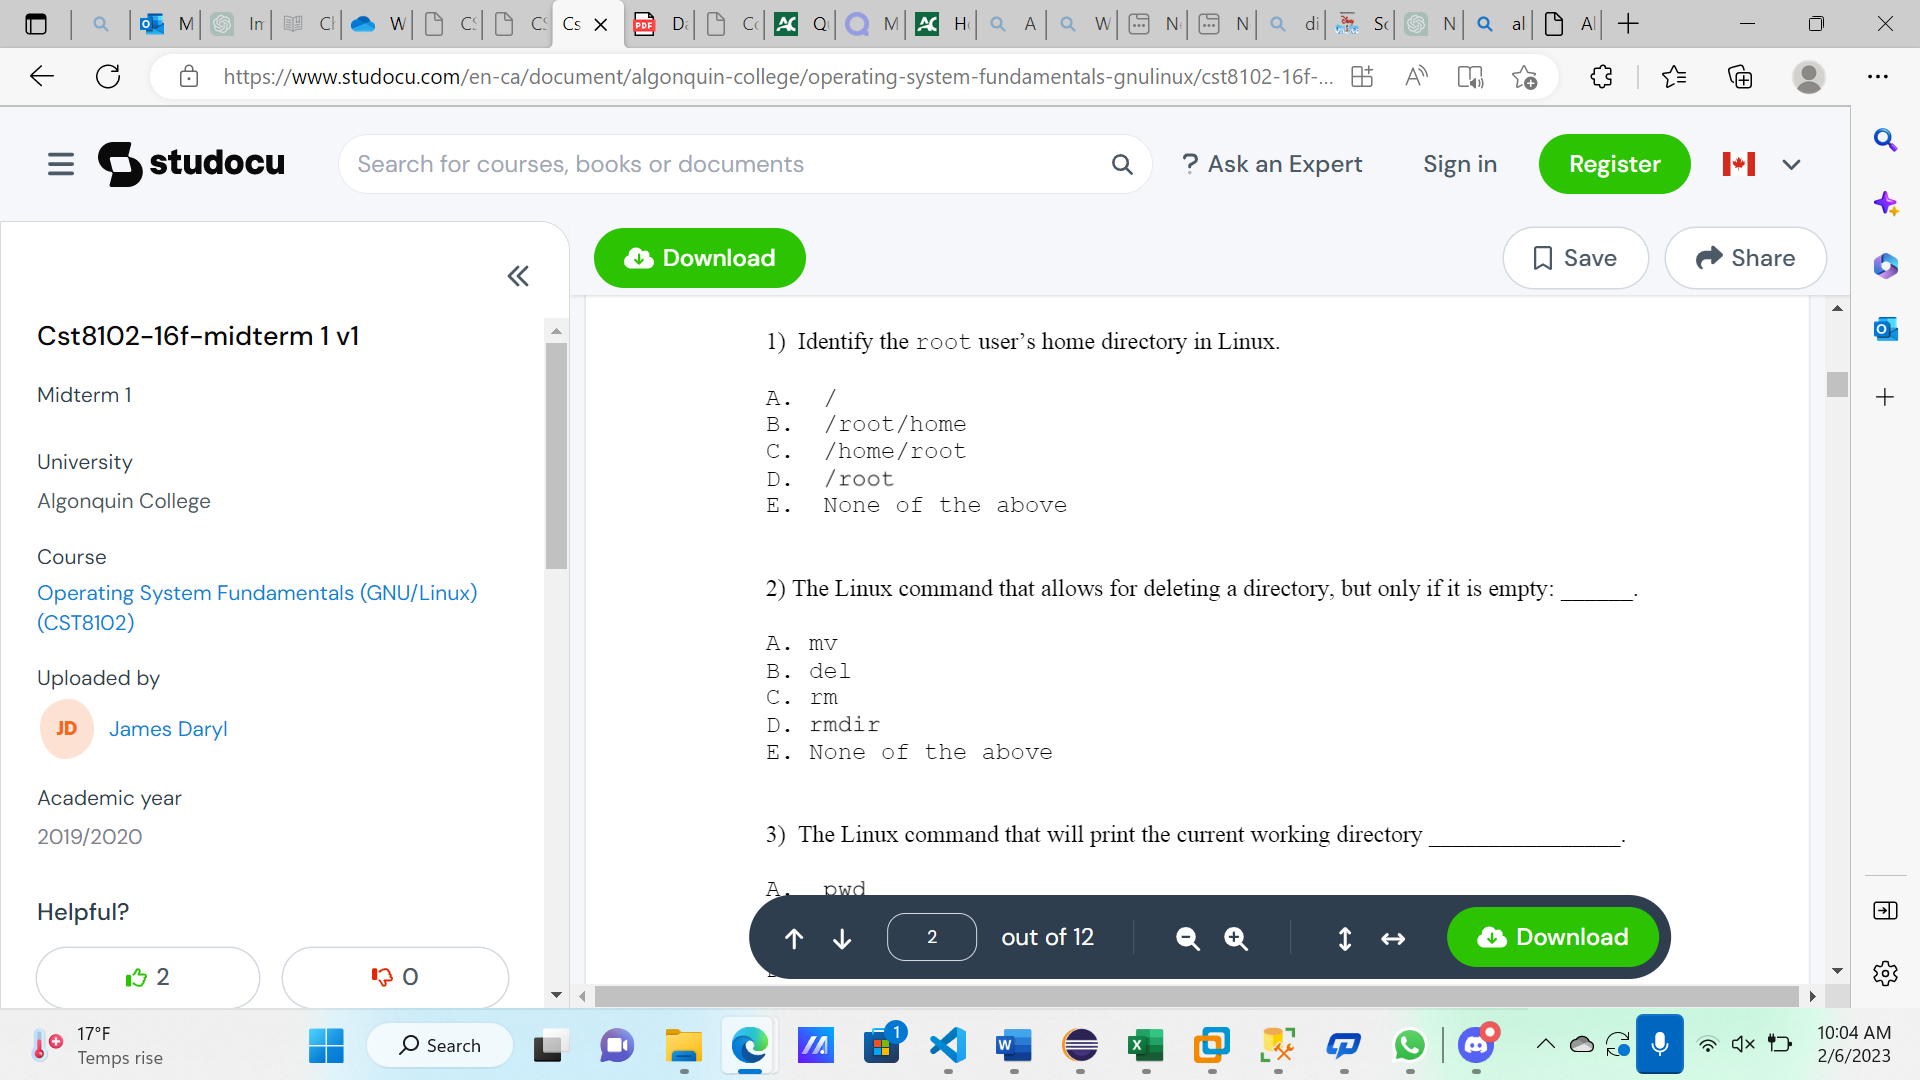 https://www.studocu.com/en-ca/document/algonquin-college/operating-system-fundamentals-gnulinux/cst8102-16f-...
studocu
Search for courses, books or documents
? Ask an Expert
Sign in
Register
Download
Save
Share
Cst8102-16f-midterm 1 v1
Midterm 1
University
Algonquin College
Course
Operating System Fundamentals (GNU/Linux)
(CST8102)
Uploaded by
JD
James Daryl
Academic year
2019/2020
Helpful?
2
0
1) Identify the root user's home directory in Linux.
A. /
B. /root/home
C. /home/root
D. /root
E. None of the above
2) The Linux command that allows for deleting a directory, but only if it is empty: ______.
A. mv
B. del
C. rm
D. rmdir
E. None of the above
3) The Linux command that will print the current working directory ________________.
A. pwd
2
out of 12
Download
17°F
Temps rise
Search
1
10:04 AM
2/6/2023